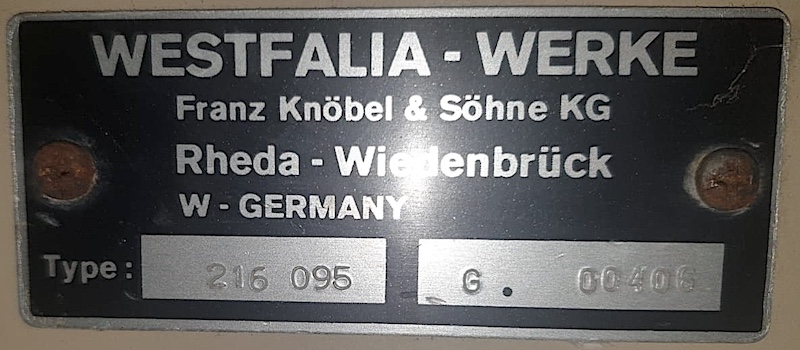 WESTFALIA - WERKE
Franz Knöbel & Söhne KG
Rheda - Wiedenbrück
W - GERMANY
Type: 216 095 G. 00406